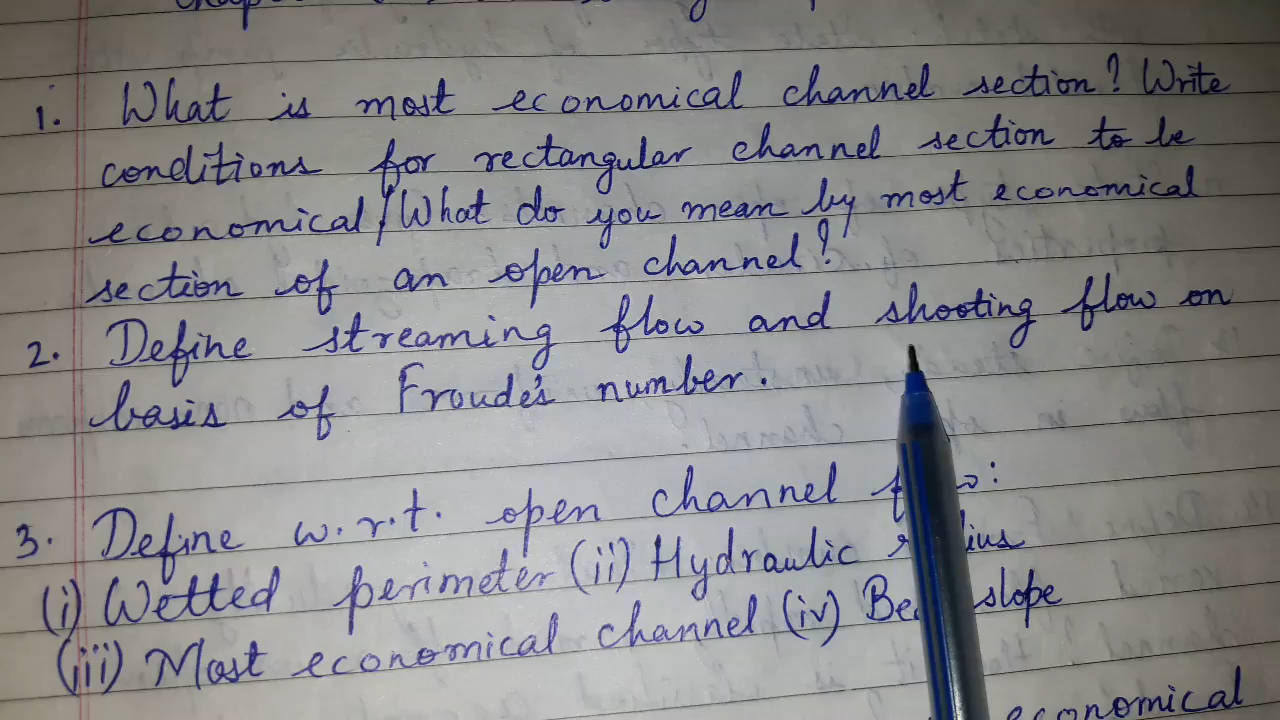 1. What is most economical channel section? Write
conditions for rectangular channel section to be
economical/What do you mean by most economical
section of an open channel?
2. Define streaming flow and shooting flow on
basis of Froude's number.
3. Define w.r.t. open channel
(i) Wetted perimeter (ii) Hydraulic
(iii) Most economical channel (iv) slope
economical